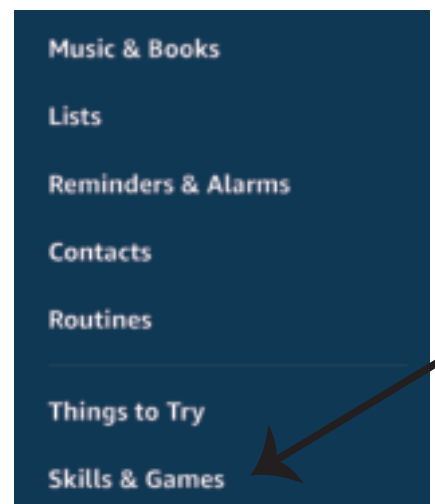 Music & Books
Lists
Reminders & Alarms
Contacts
Routines
Things to Try
Skills & Games